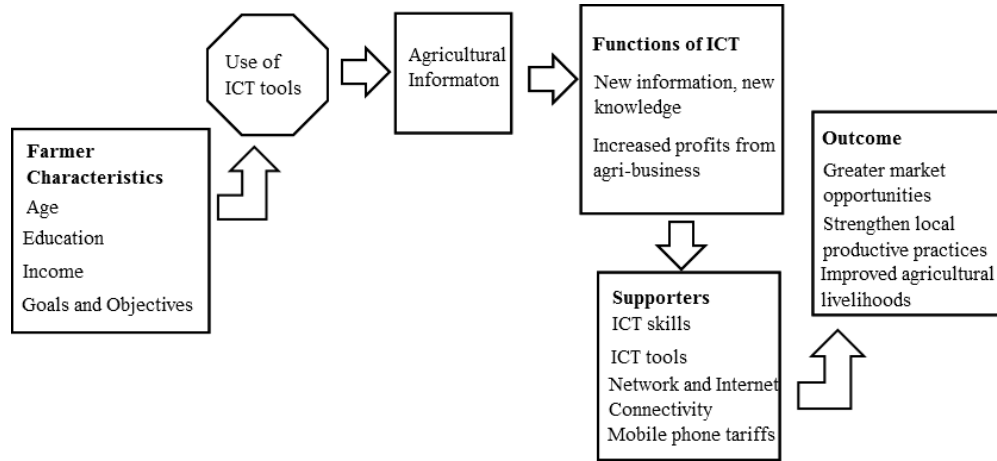 Farmer
Characteristics
Age
Education
Income
Goals and Objectives
Use of
ICT tools
Agricultural
Informaton
Functions of ICT
New information, new
knowledge
Increased profits from
agri-business
Supporters
ICT skills
ICT tools
Network and Internet
Connectivity
Mobile phone tariffs
Outcome
Greater market
opportunities
Strengthen local
productive practices
Improved agricultural
livelihoods